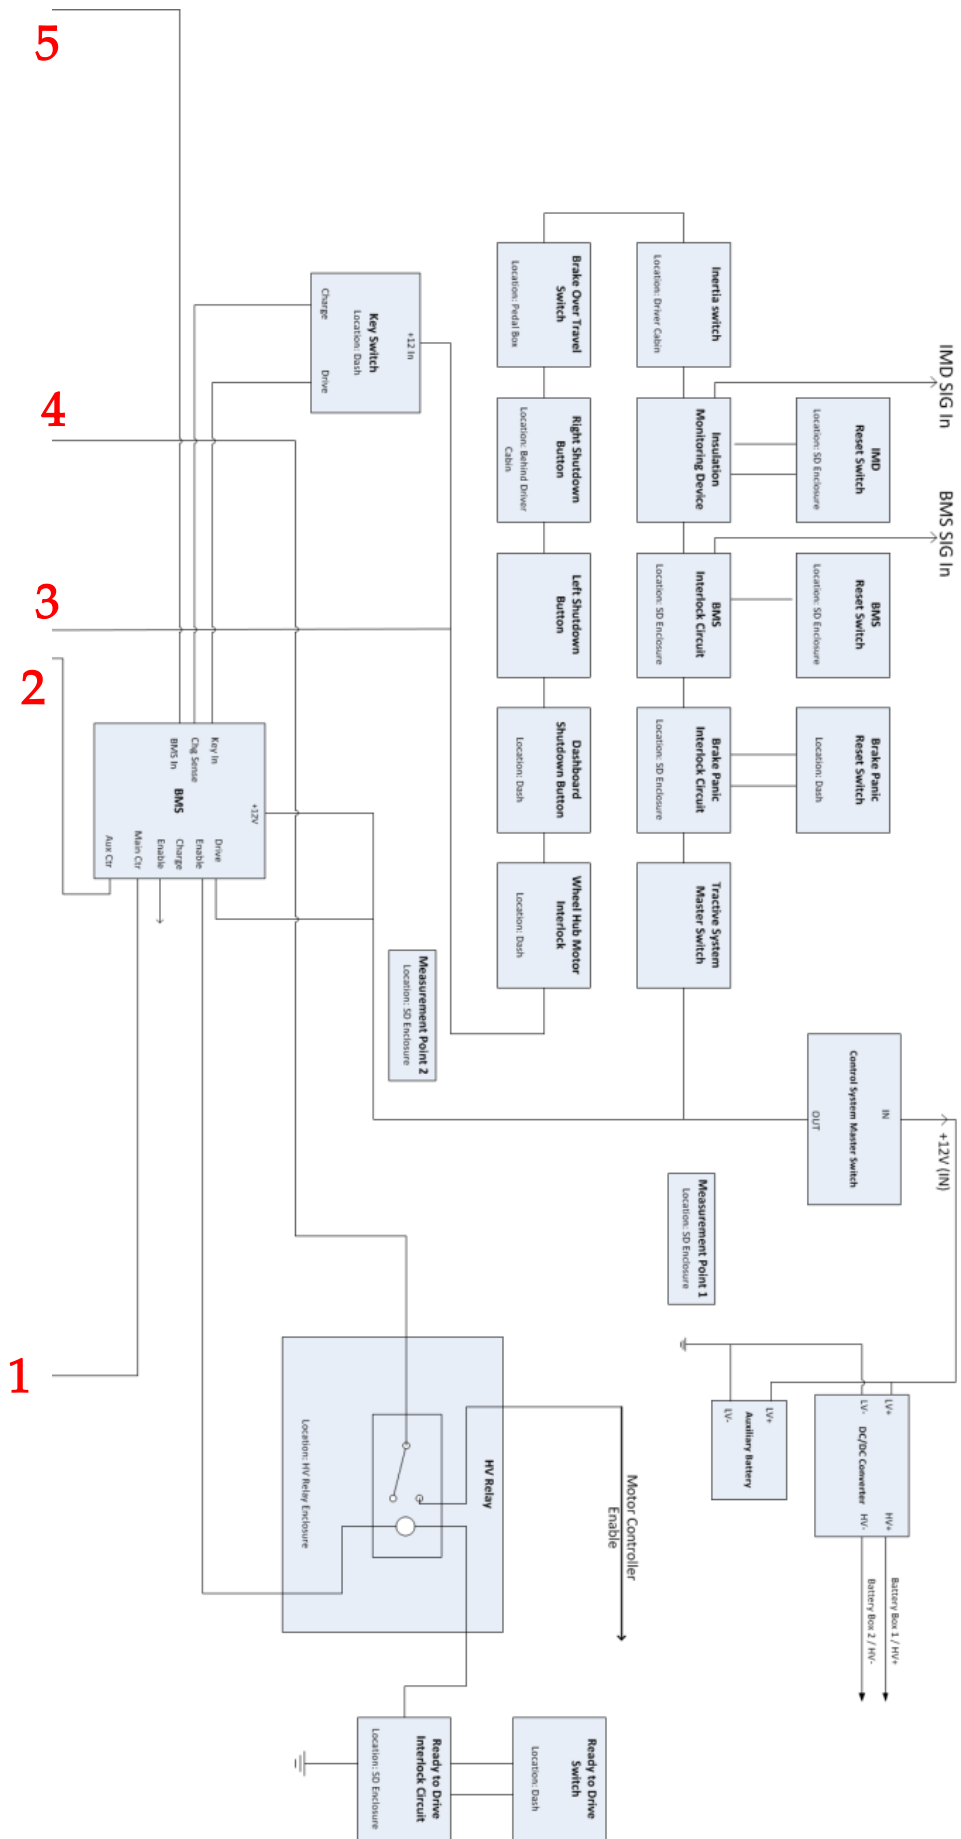 5
4
3
2
1
IMD SIG In
BMS SIG In
IMD
Reset Switch
Location: SD Enclosure
BMS
Reset Switch
Location: SD Enclosure
Brake Panic
Reset Switch
Location: Dash
Inertia switch
Location: Driver Cabin
Insulation
Monitoring Device
BMS
Interlock Circuit
Location: SD Enclosure
Brake Panic
Interlock Circuit
Location: SD Enclosure
Tractive System
Master Switch
Brake Over Travel
Switch
Location: Pedal Box
Right Shutdown
Button
Location: Behind Driver
Cabin
Left Shutdown
Button
Dashboard
Shutdown Button
Location: Dash
Wheel Hub Motor
Interlock
Location: Dash
+12 In
Key Switch
Location: Dash
Charge
Drive
+12V
Key In
Chg Sense
BMS In
BMS
Drive
Enable
Charge
Enable
Main Ctr
Aux Ctr
Measurement Point 2
Location: SD Enclosure
+12V (IN)
IN
Control System Master Switch
OUT
Measurement Point 1
Location: SD Enclosure
LV+
LV-
DC/DC Converter
HV+
HV-
Battery Box 1 / HV+
Battery Box 2 / HV-
LV+
Auxiliary Battery
LV-
Motor Controller
Enable
HV Relay
Location: HV Relay Enclosure
Ready to Drive
Switch
Location: Dash
Ready to Drive
Interlock Circuit
Location: SD Enclosure